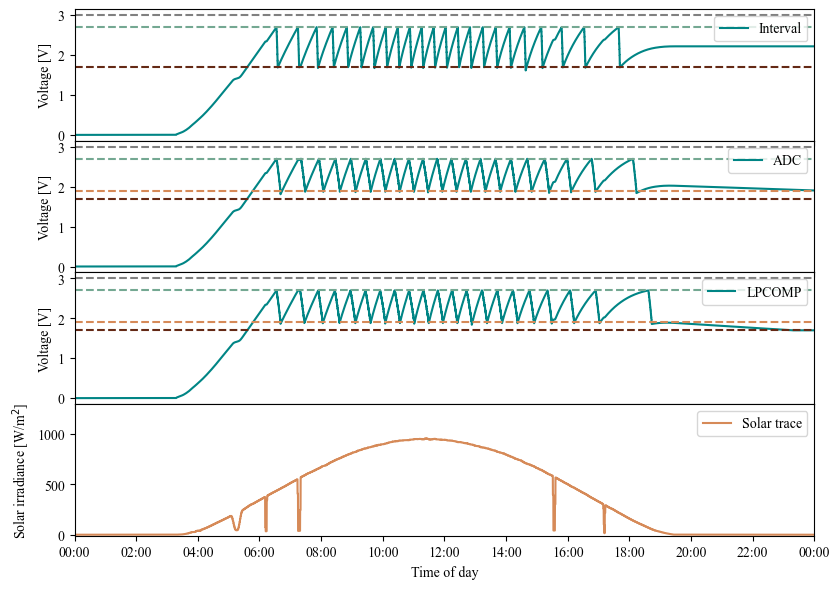 3
2
1
0
Voltage [V]
Interval
3
2
1
0
Voltage [V]
ADC
3
2
1
0
Voltage [V]
LPCOMP
1000
500
0
Solar irradiance [W/m²]
Solar trace
00:00 02:00 04:00 06:00 08:00 10:00 12:00 14:00 16:00 18:00 20:00 22:00 00:00
Time of day